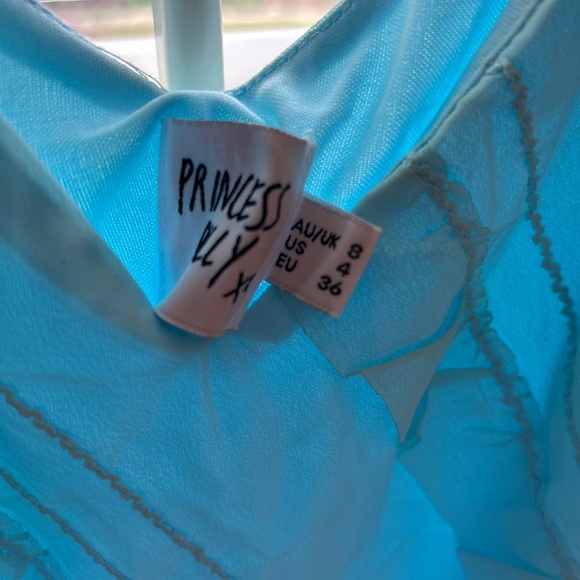 PRINCESS
POLLY
X
AU/UK 8
US 4
EU 36